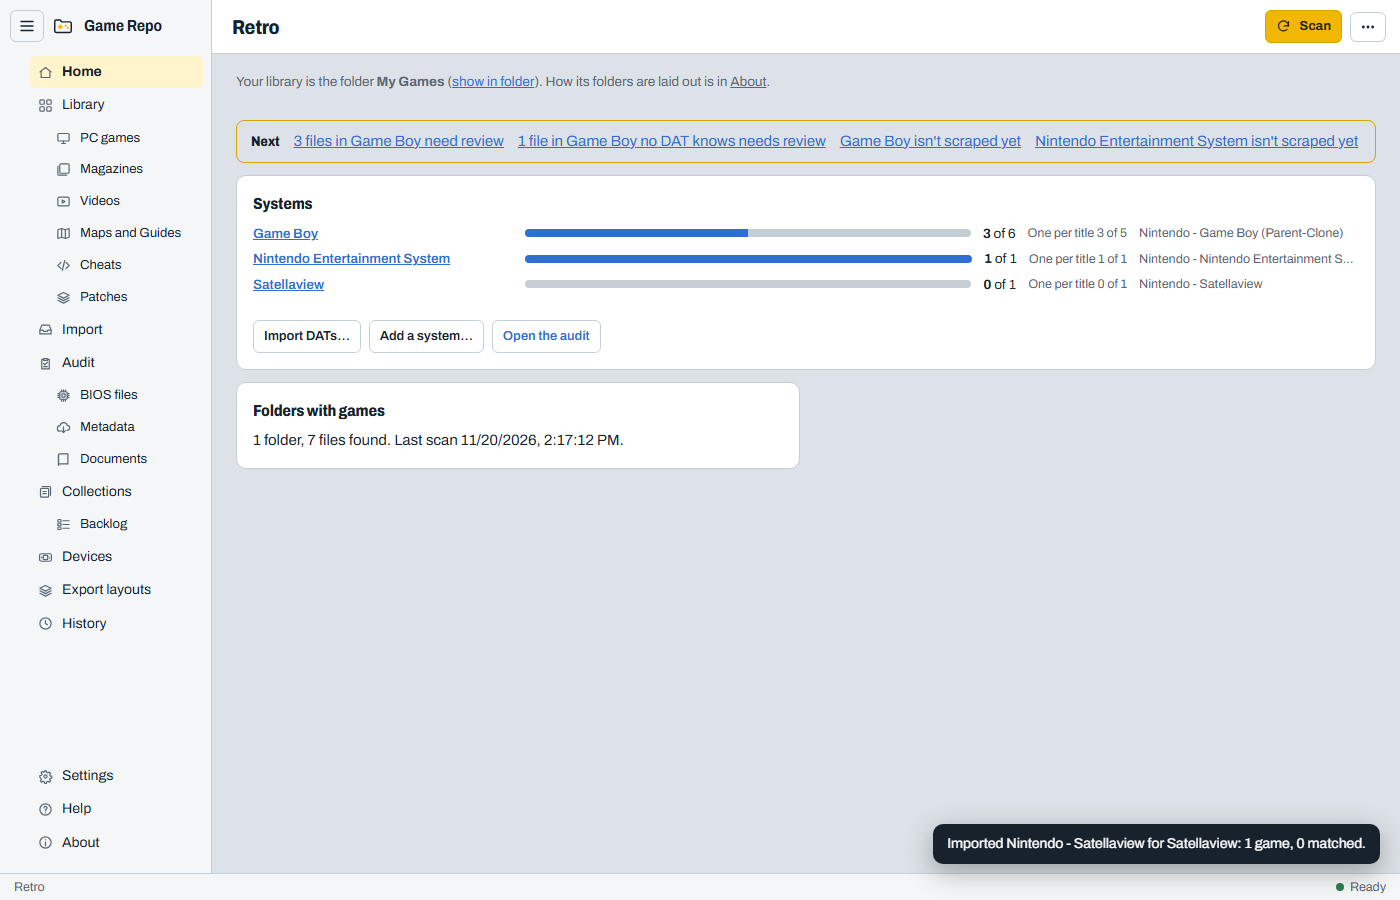 Game Repo
Retro
Scan
Home
Library
PC games
Magazines
Videos
Maps and Guides
Cheats
Patches
Import
Audit
BIOS files
Metadata
Documents
Collections
Backlog
Devices
Export layouts
History
Settings
Help
About
Your library is the folder My Games (show in folder). How its folders are laid out is in About.
Next 3 files in Game Boy need review 1 file in Game Boy no DAT knows needs review Game Boy isn't scraped yet Nintendo Entertainment System isn't scraped yet
Systems
Game Boy 3 of 6 One per title 3 of 5 Nintendo - Game Boy (Parent-Clone)
Nintendo Entertainment System 1 of 1 One per title 1 of 1 Nintendo - Nintendo Entertainment S...
Satellaview 0 of 1 One per title 0 of 1 Nintendo - Satellaview
Import DATs... Add a system... Open the audit
Folders with games
1 folder, 7 files found. Last scan 11/20/2026, 2:17:12 PM.
Imported Nintendo - Satellaview for Satellaview: 1 game, 0 matched.
Retro
Ready